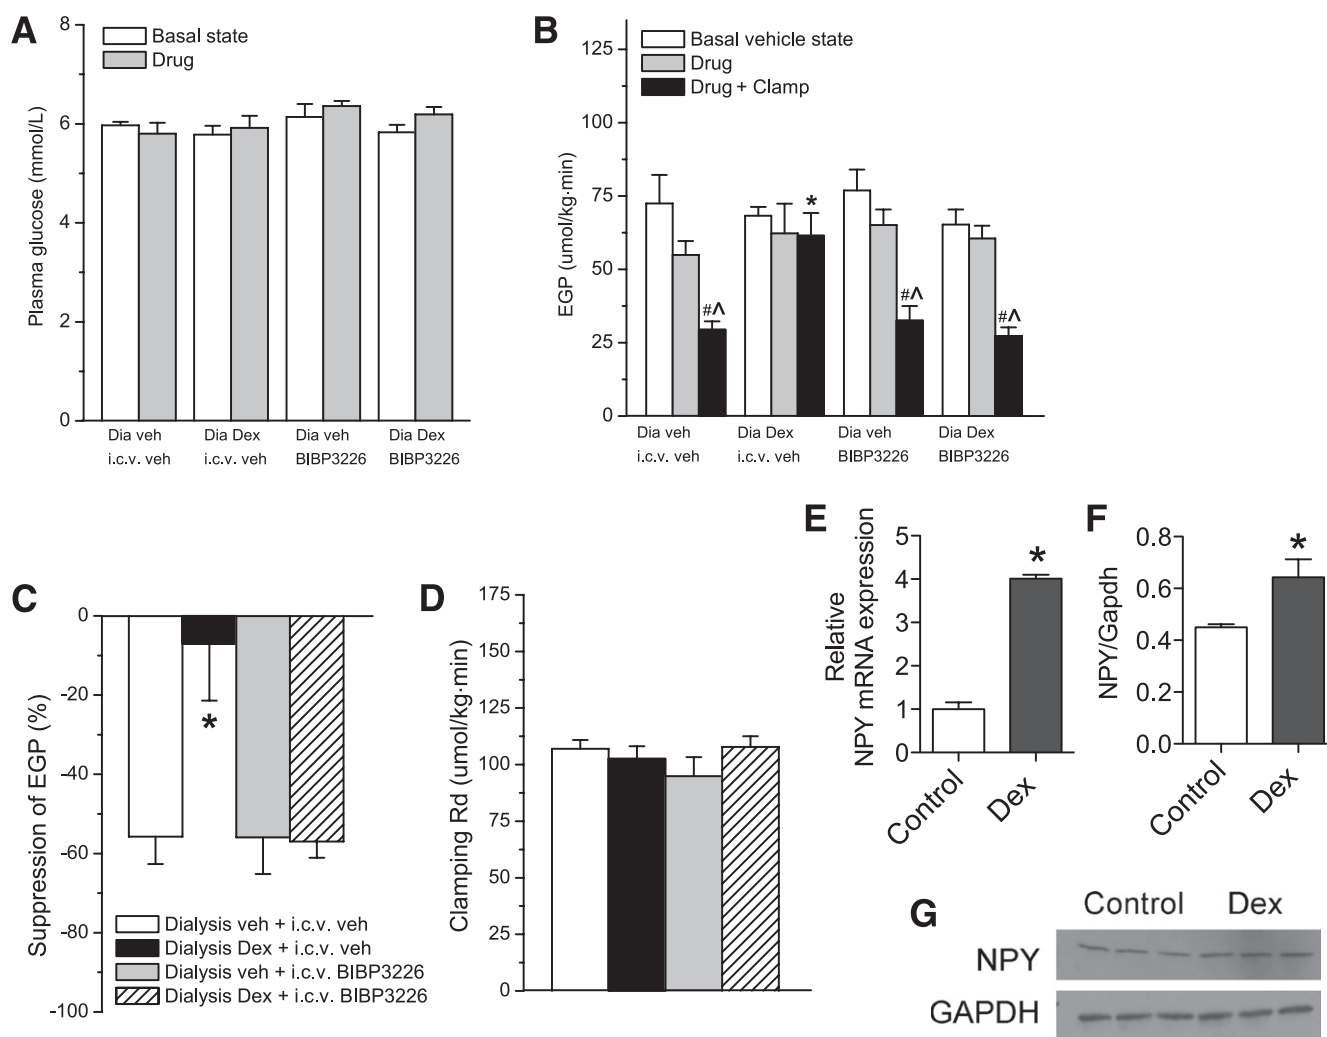 A
Plasma glucose (mmol/L)
8
6
4
2
0
Basal state
Drug
Dia veh
i.c.v. veh
Dia Dex
i.c.v. veh
Dia veh
BIBP3226
Dia Dex
BIBP3226
B
EGP (umol/kg·min)
125
100
75
50
25
0
Basal vehicle state
Drug
Drug + Clamp
#^
*
#^
#^
Dia veh
i.c.v. veh
Dia Dex
i.c.v. veh
Dia veh
BIBP3226
Dia Dex
BIBP3226
C
Suppression of EGP (%)
0
-20
-40
-60
-80
-100
*
Dialysis veh + i.c.v. veh
Dialysis Dex + i.c.v. veh
Dialysis veh + i.c.v. BIBP3226
Dialysis Dex + i.c.v. BIBP3226
D
Clamping Rd (umol/kg·min)
175
150
125
100
75
50
25
0
E
Relative
NPY mRNA expression
5
4
3
2
1
0
*
Control
Dex
F
NPY/Gapdh
0.8
0.6
0.4
0.2
0.0
*
Control
Dex
G
Control Dex
NPY
GAPDH